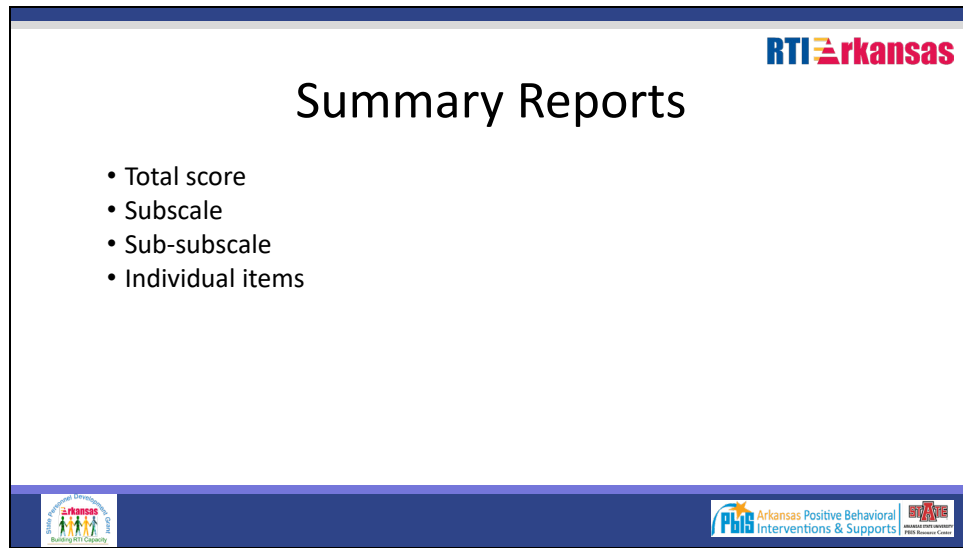 RTI Arkansas
Summary Reports
• Total score
• Subscale
• Sub-subscale
• Individual items
State Personnel Development Grant
Arkansas
Building RTI Capacity
PBIS Arkansas Positive Behavioral
Interventions & Supports
STATE
ARKANSAS STATE UNIVERSITY
PBIS Resource Center